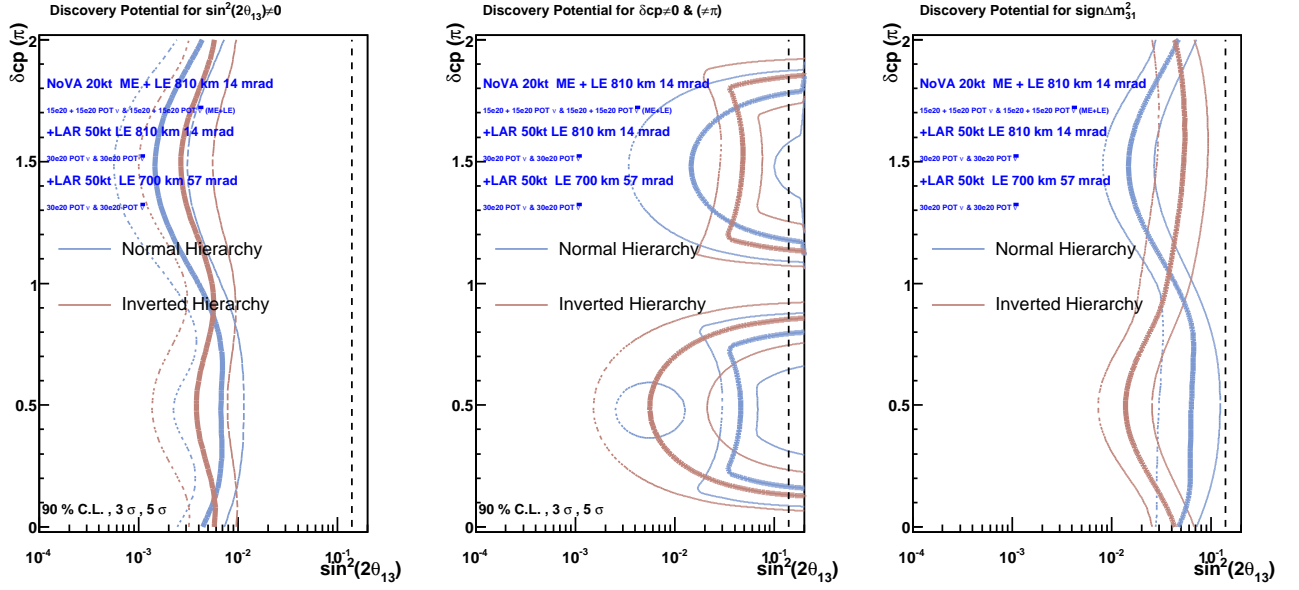 Discovery Potential for sin²(2θ₁₃)≠0
δcp (π)
2
1.5
1
0.5
0
NoVA 20kt ME + LE 810 km 14 mrad
15e20 + 15e20 POT ν & 15e20 + 15e20 POT (ME+LE)
+LAR 50kt LE 810 km 14 mrad
30e20 POT ν & 30e20 POT
+LAR 50kt LE 700 km 57 mrad
30e20 POT ν & 30e20 POT
Normal Hierarchy
Inverted Hierarchy
90 % C.L. , 3 σ , 5 σ
10⁻⁴ 10⁻³ 10⁻² 10⁻¹
sin²(2θ₁₃)
Discovery Potential for δcp≠0 & (≠π)
δcp (π)
2
1.5
1
0.5
0
NoVA 20kt ME + LE 810 km 14 mrad
15e20 + 15e20 POT ν & 15e20 + 15e20 POT (ME+LE)
+LAR 50kt LE 810 km 14 mrad
30e20 POT ν & 30e20 POT
+LAR 50kt LE 700 km 57 mrad
30e20 POT ν & 30e20 POT
Normal Hierarchy
Inverted Hierarchy
90 % C.L. , 3 σ , 5 σ
10⁻⁴ 10⁻³ 10⁻² 10⁻¹
sin²(2θ₁₃)
Discovery Potential for signΔm²₃₁
δcp (π)
2
1.5
1
0.5
0
NoVA 20kt ME + LE 810 km 14 mrad
15e20 + 15e20 POT ν & 15e20 + 15e20 POT (ME+LE)
+LAR 50kt LE 810 km 14 mrad
30e20 POT ν & 30e20 POT
+LAR 50kt LE 700 km 57 mrad
30e20 POT ν & 30e20 POT
Normal Hierarchy
Inverted Hierarchy
10⁻⁴ 10⁻³ 10⁻² 10⁻¹
sin²(2θ₁₃)